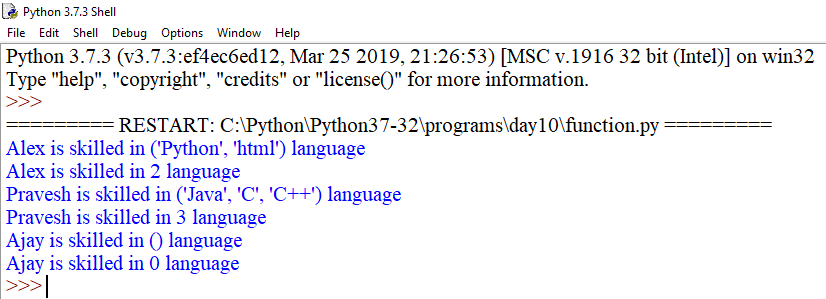 Python 3.7.3 Shell
File Edit Shell Debug Options Window Help
Python 3.7.3 (v3.7.3:ef4ec6ed12, Mar 25 2019, 21:26:53) [MSC v.1916 32 bit (Intel)] on win32
Type "help", "copyright", "credits" or "license()" for more information.
>>>
========= RESTART: C:\Python\Python37-32\programs\day10\function.py =========
Alex is skilled in ('Python', 'html') language
Alex is skilled in 2 language
Pravesh is skilled in ('Java', 'C', 'C++') language
Pravesh is skilled in 3 language
Ajay is skilled in () language
Ajay is skilled in 0 language
>>>